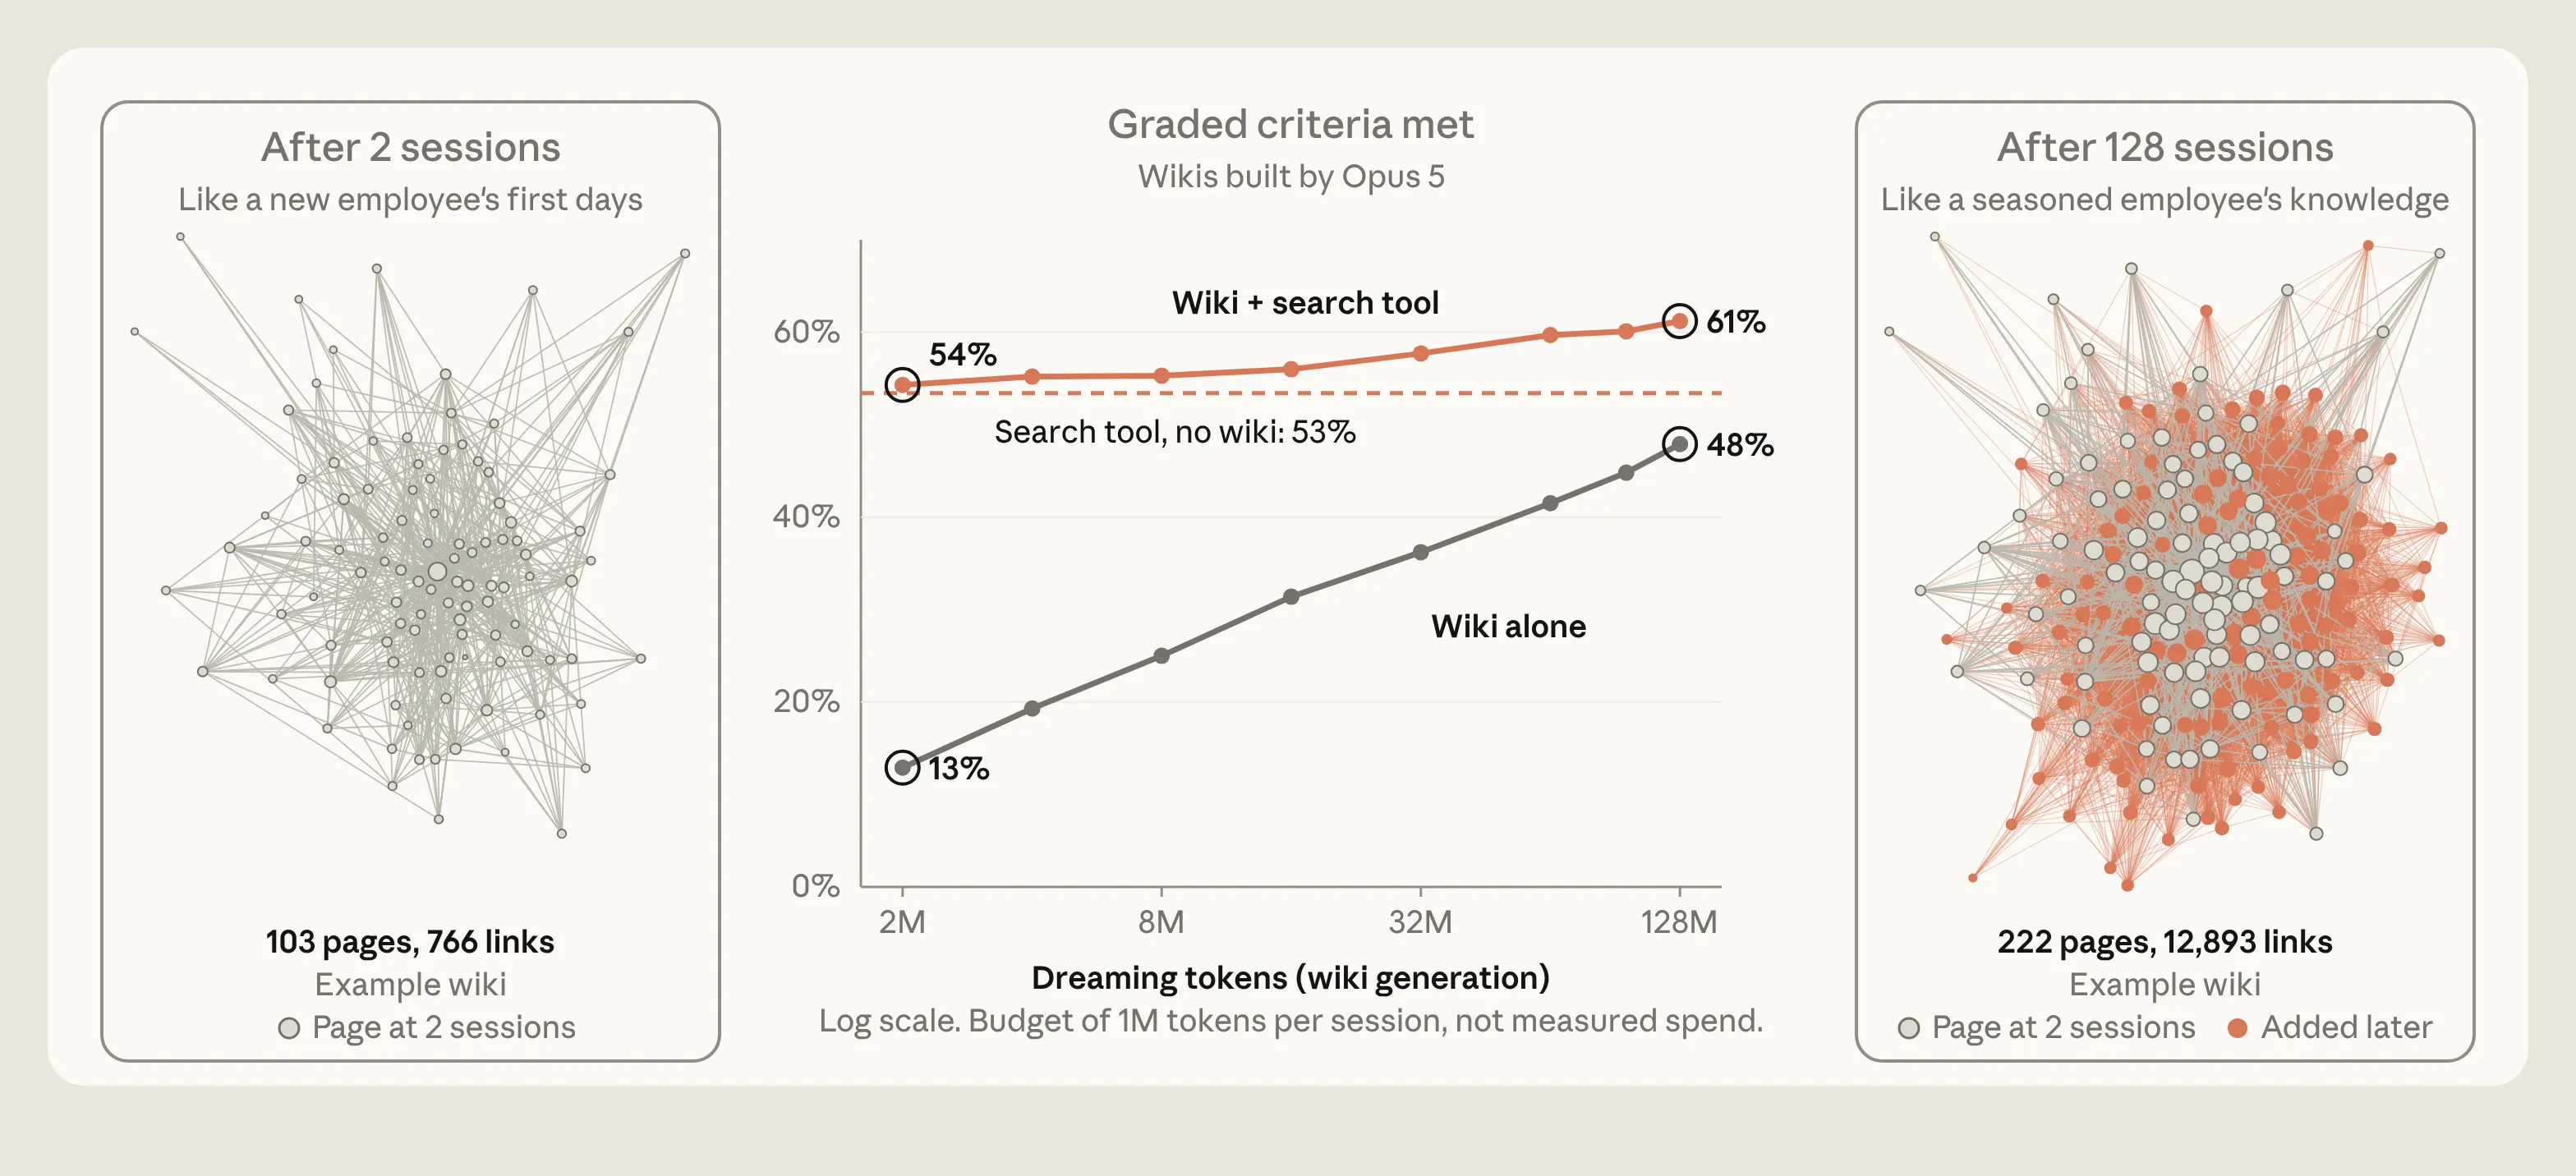 After 2 sessions
Like a new employee's first days
103 pages, 766 links
Example wiki
Page at 2 sessions
Graded criteria met
Wikis built by Opus 5
Wiki + search tool
60%
61%
54%
Search tool, no wiki: 53%
48%
40%
Wiki alone
20%
13%
0%
2M
8M
32M
128M
Dreaming tokens (wiki generation)
Log scale. Budget of 1M tokens per session, not measured spend.
After 128 sessions
Like a seasoned employee's knowledge
222 pages, 12,893 links
Example wiki
Page at 2 sessions
Added later